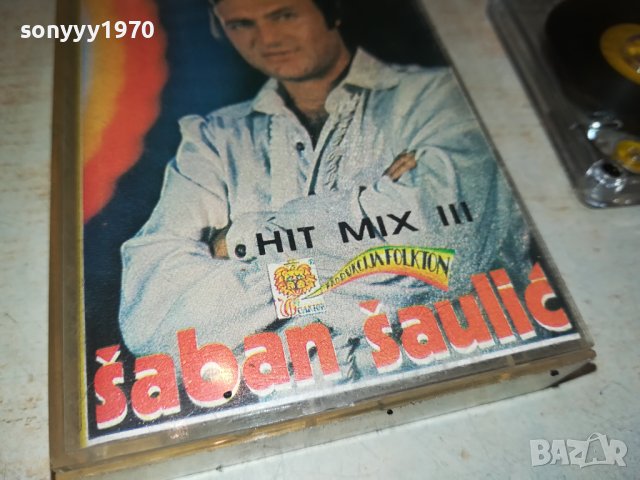 sonyyy1970
HIT MIX III
PRODUKCIJA FOLKTON
šaban šaulić
BAZAR